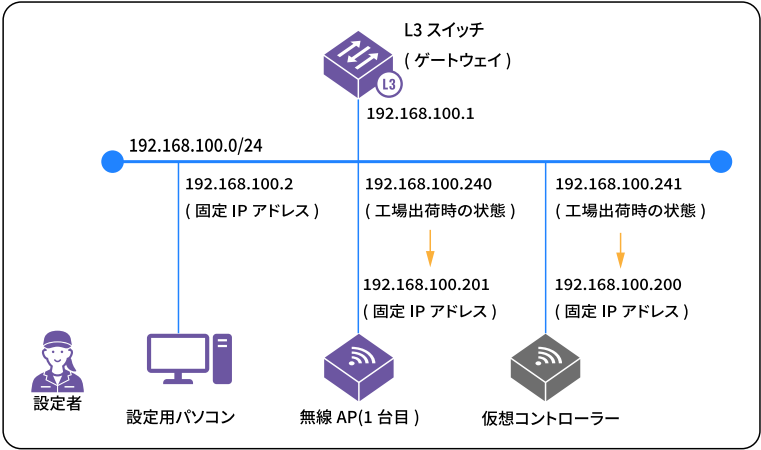 L3 スイッチ
( ゲートウェイ )
L3
192.168.100.1
192.168.100.0/24
192.168.100.2
( 固定 IP アドレス )
192.168.100.240
( 工場出荷時の状態 )
192.168.100.241
( 工場出荷時の状態 )
192.168.100.201
( 固定 IP アドレス )
192.168.100.200
( 固定 IP アドレス )
設定者
設定用パソコン
無線 AP(1 台目 )
仮想コントローラー